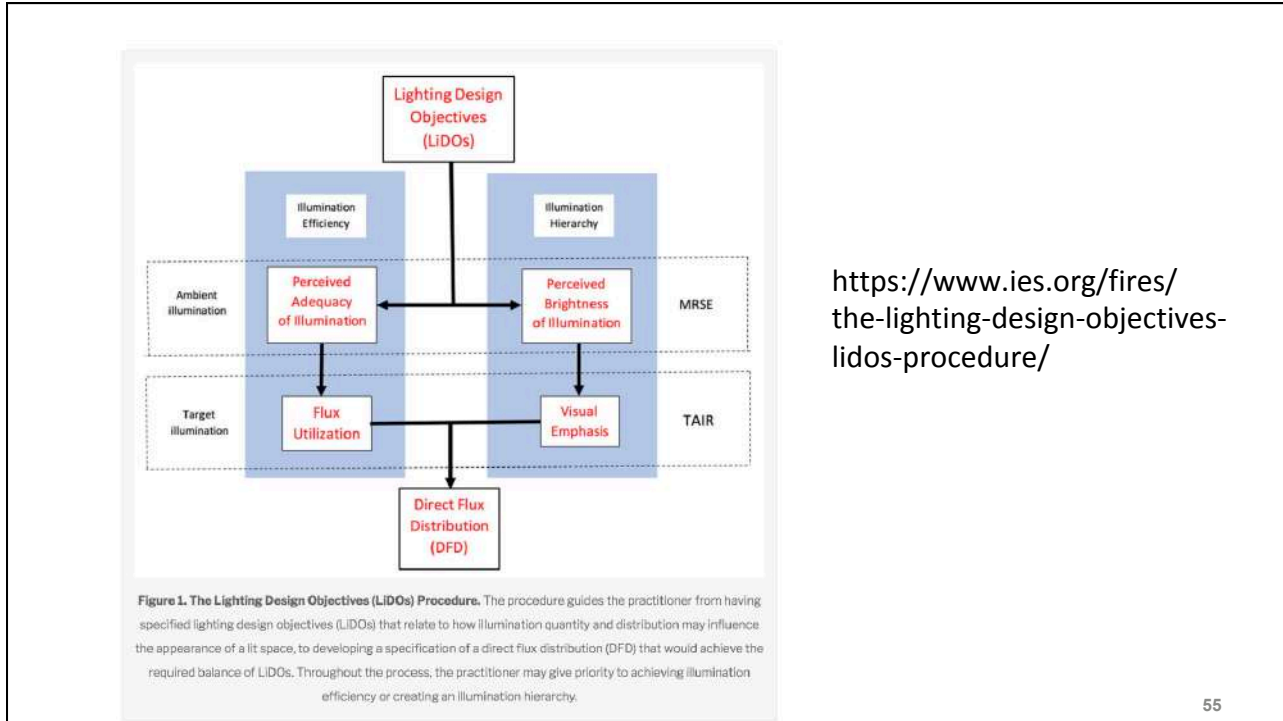 Lighting Design
Objectives
(LiDOs)
Illumination
Efficiency
Illumination
Hierarchy
Ambient
illumination
Perceived
Adequacy
of Illumination
Perceived
Brightness
of Illumination
MRSE
Target
illumination
Flux
Utilization
Visual
Emphasis
TAIR
Direct Flux
Distribution
(DFD)
Figure 1. The Lighting Design Objectives (LiDOs) Procedure. The procedure guides the practitioner from having
specified lighting design objectives (LiDOs) that relate to how illumination quantity and distribution may influence
the appearance of a lit space, to developing a specification of a direct flux distribution (DFD) that would achieve the
required balance of LiDOs. Throughout the process, the practitioner may give priority to achieving illumination
efficiency or creating an illumination hierarchy.
https://www.ies.org/fires/
the-lighting-design-objectives-
lidos-procedure/
55